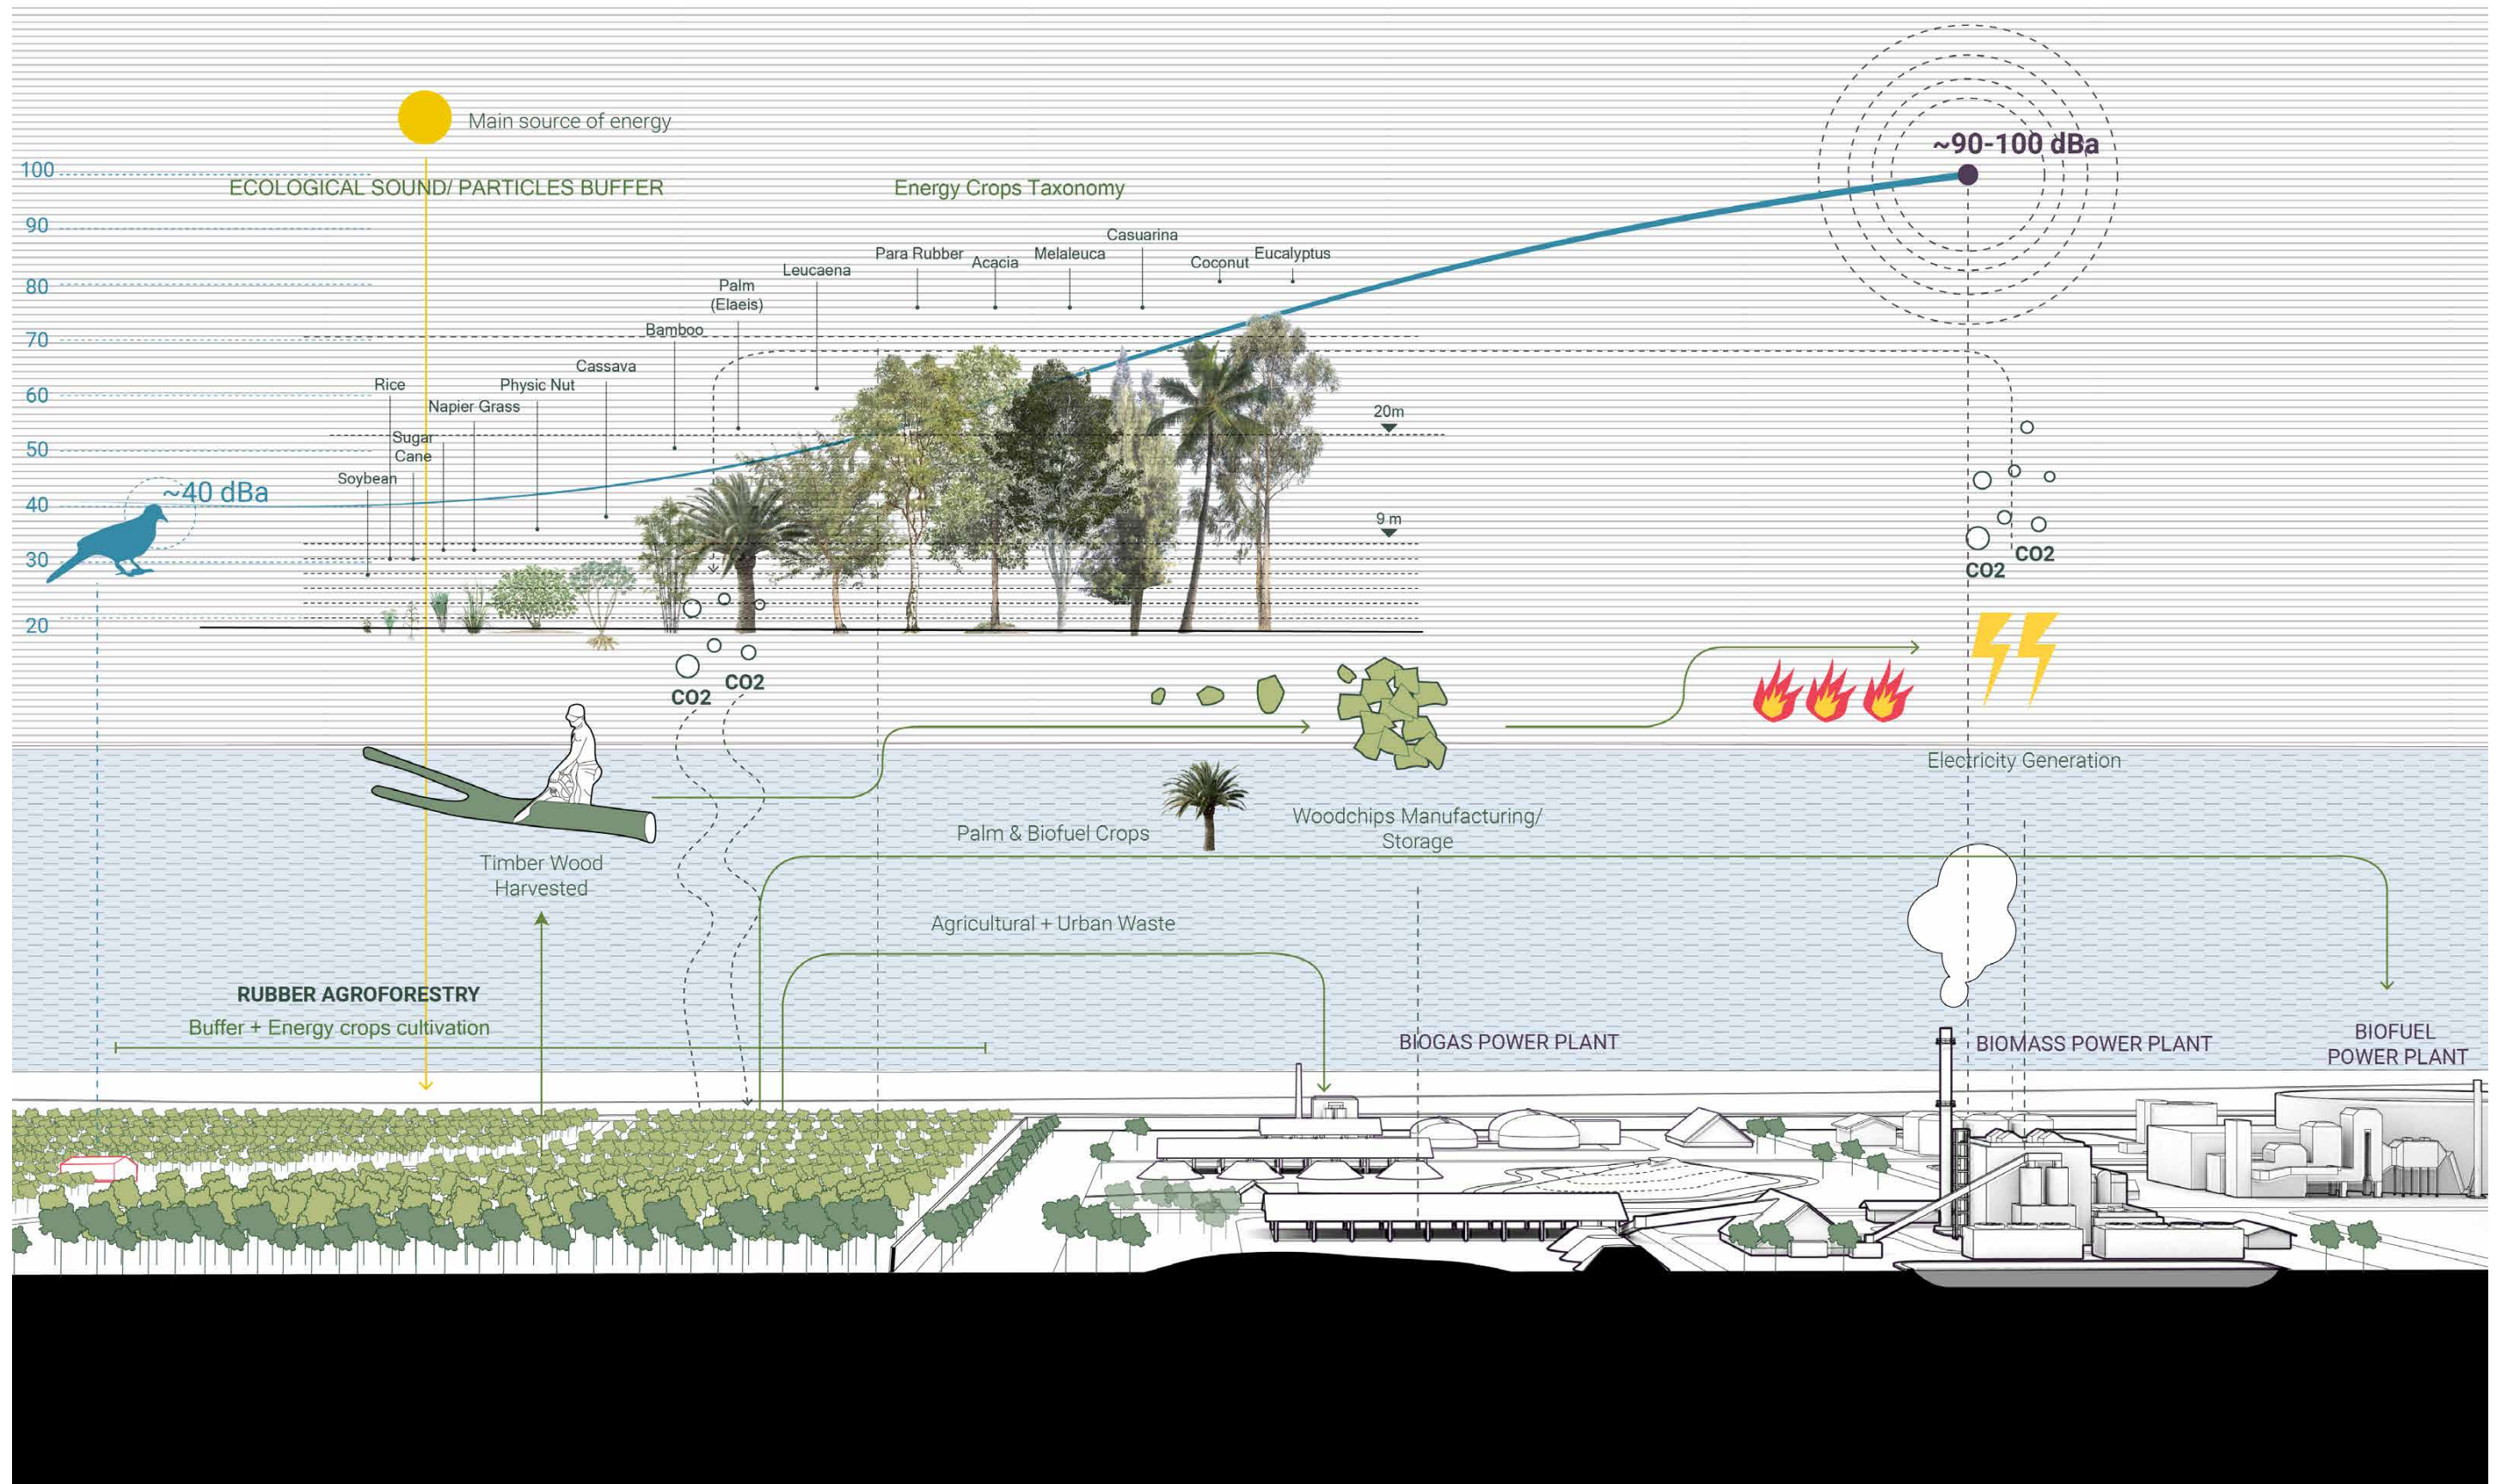 Main source of energy
~90-100 dBa
100
ECOLOGICAL SOUND/ PARTICLES BUFFER
Energy Crops Taxonomy
90
80
70
60
50
40
30
20
~40 dBa
Soybean
Rice
Sugar
Cane
Napier Grass
Physic Nut
Cassava
Bamboo
Palm
(Elaeis)
Leucaena
Para Rubber
Acacia
Melaleuca
Casuarina
Coconut
Eucalyptus
20m
9 m
CO2
CO2
CO2
CO2
Electricity Generation
Woodchips Manufacturing/
Storage
Palm & Biofuel Crops
Timber Wood
Harvested
Agricultural + Urban Waste
RUBBER AGROFORESTRY
Buffer + Energy crops cultivation
BIOGAS POWER PLANT
BIOMASS POWER PLANT
BIOFUEL
POWER PLANT